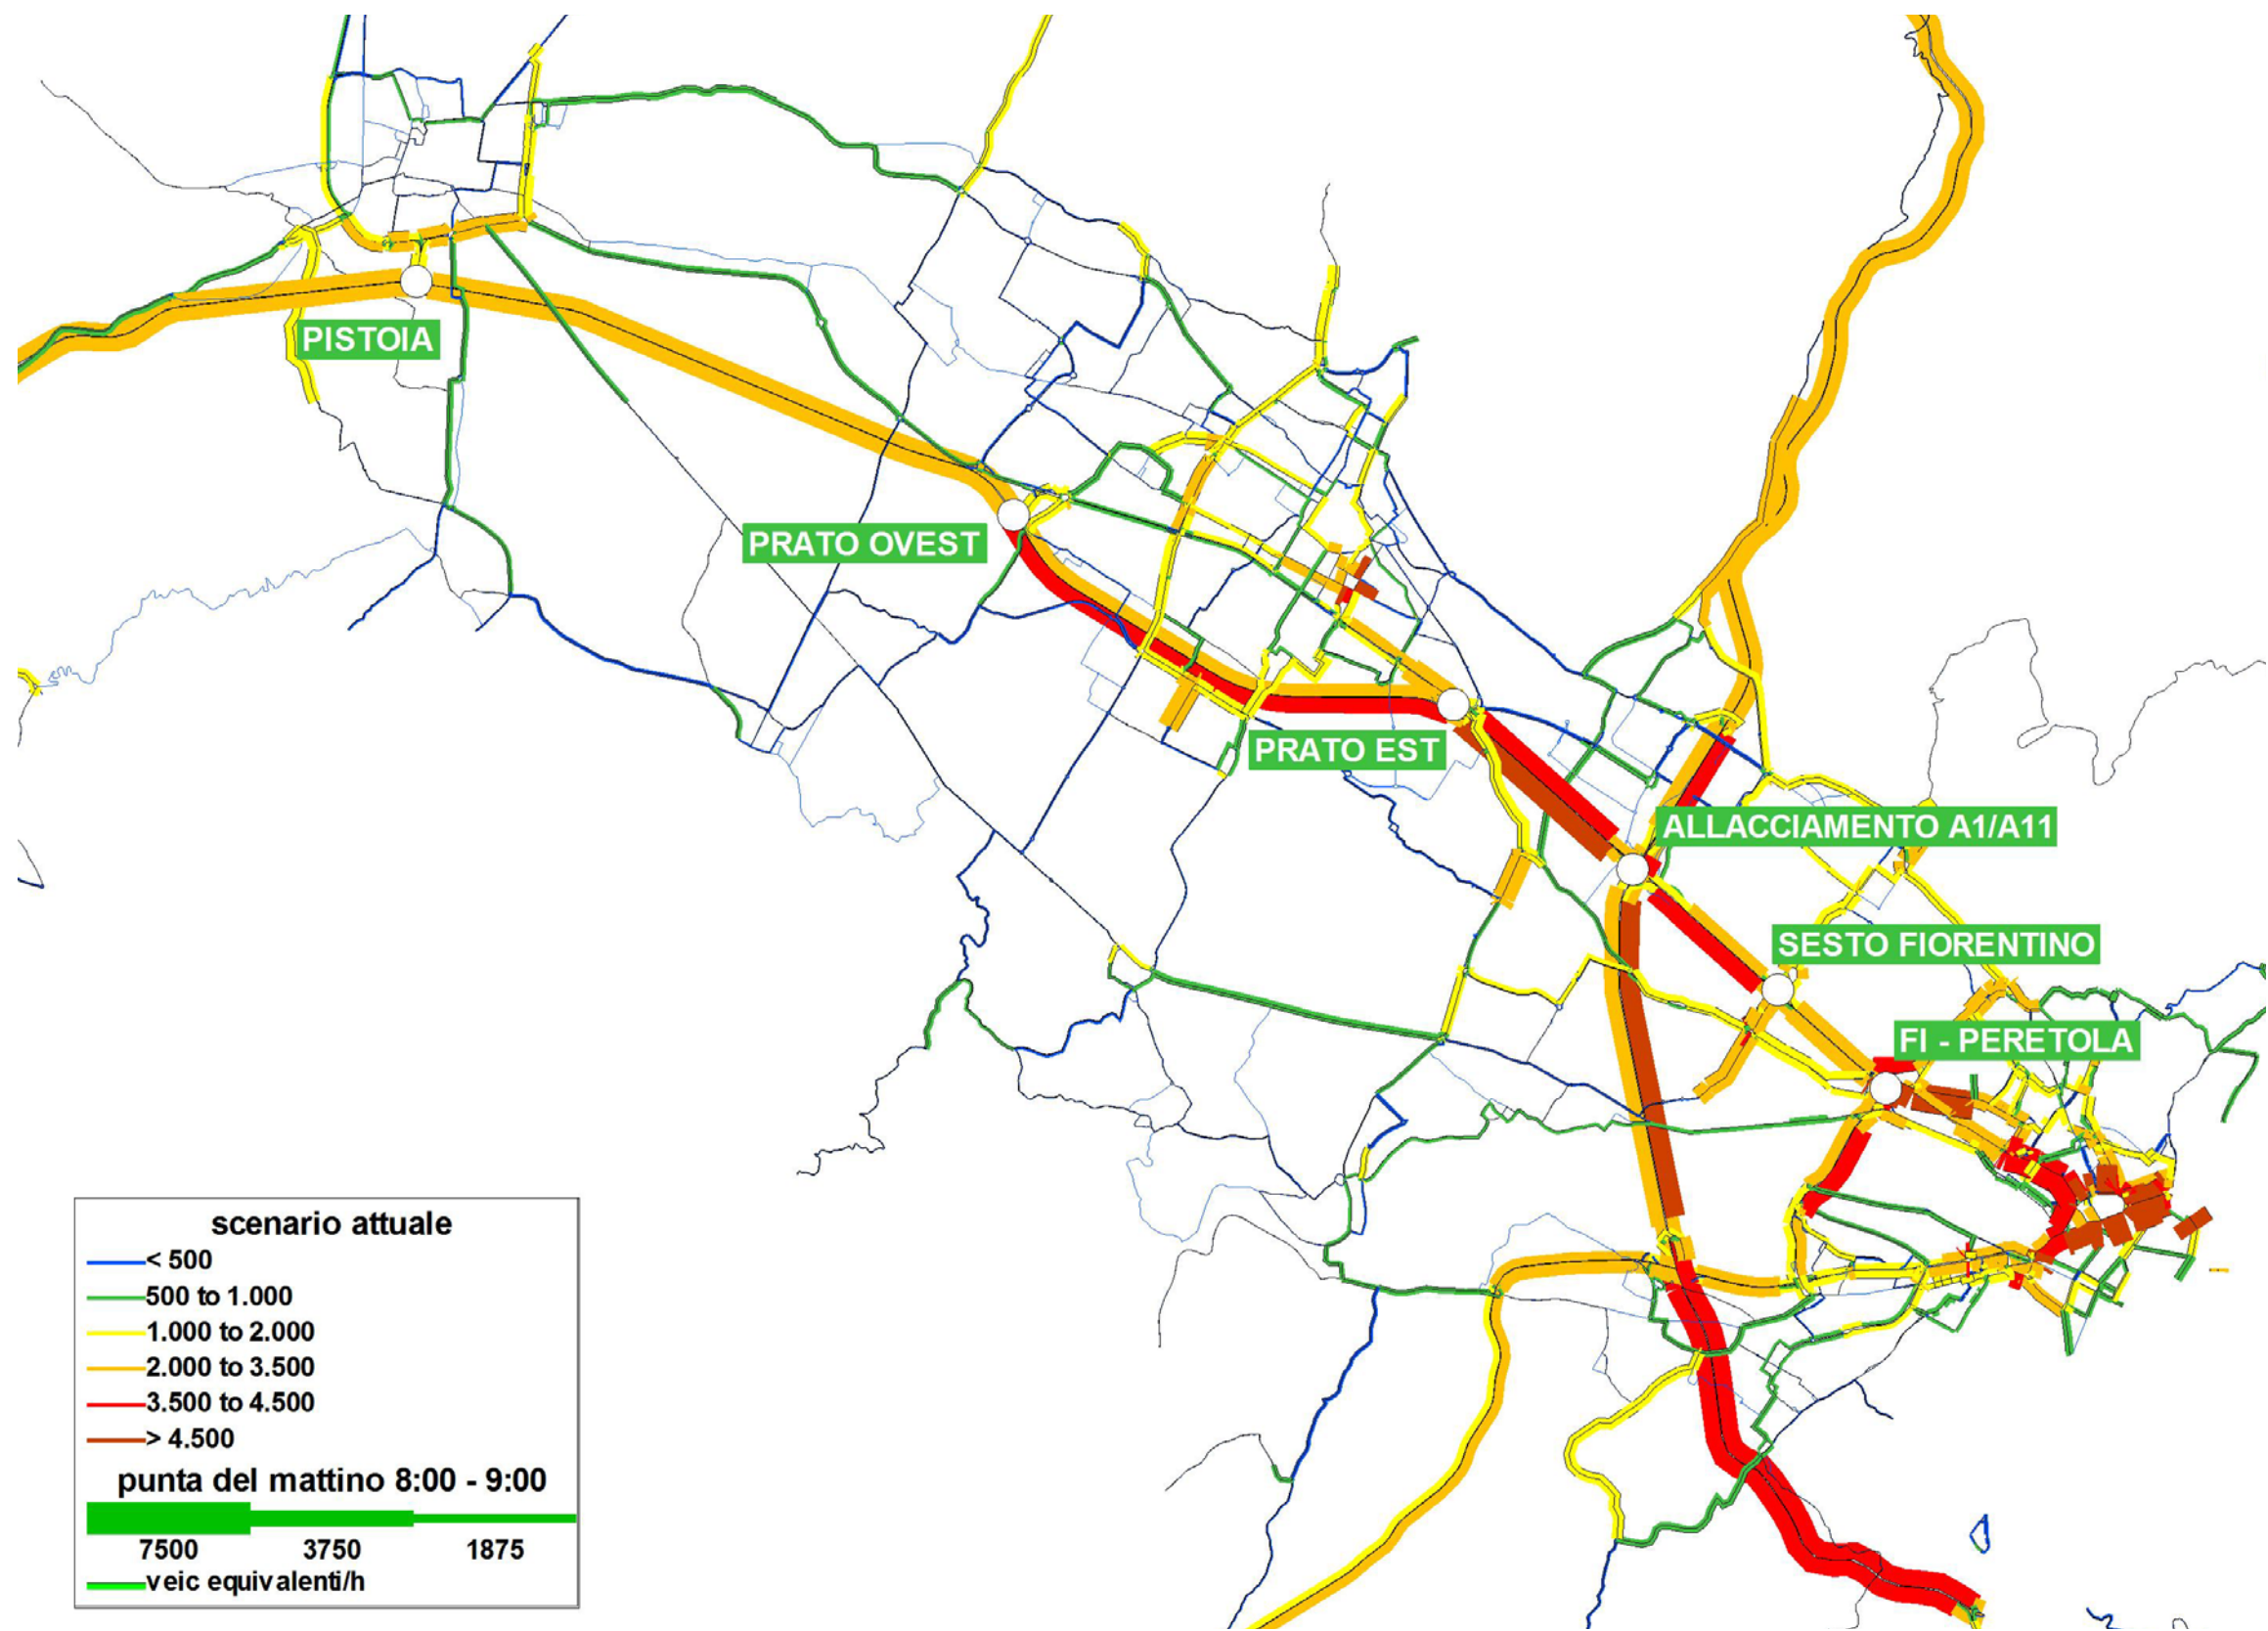 PISTOIA
PRATO OVEST
PRATO EST
ALLACCIAMENTO A1/A11
SESTO FIORENTINO
FI - PERETOLA
scenario attuale
< 500
500 to 1.000
1.000 to 2.000
2.000 to 3.500
3.500 to 4.500
> 4.500
punta del mattino 8:00 - 9:00
7500 3750 1875
veic equivalenti/h